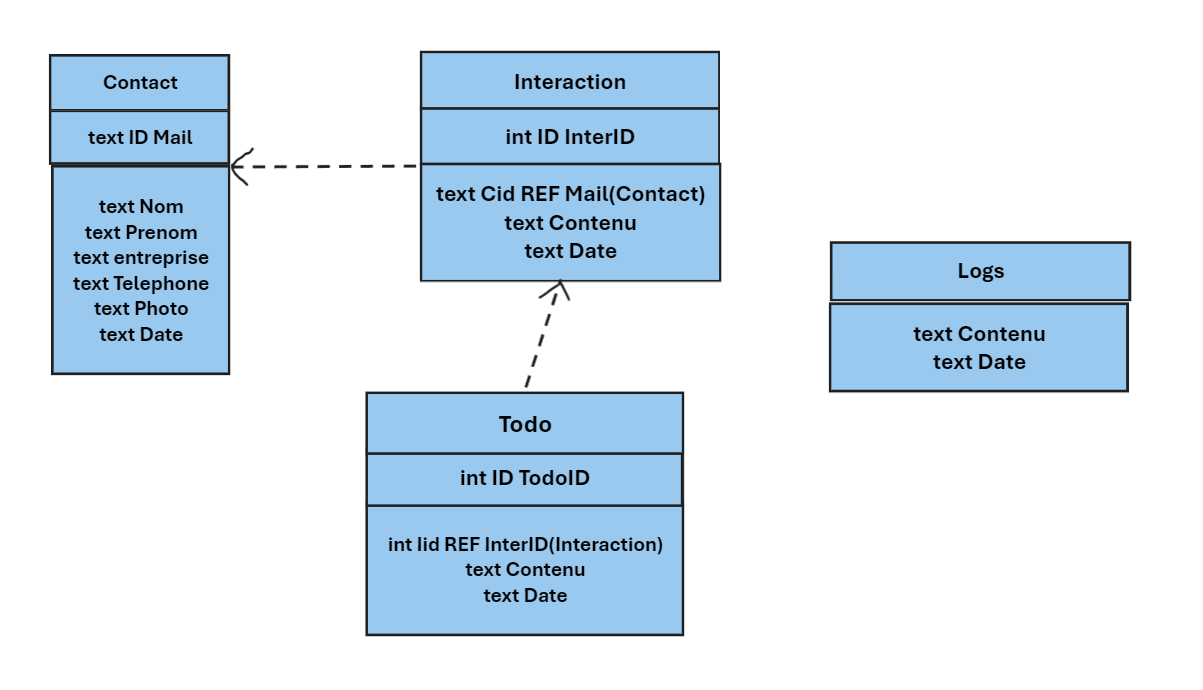 Contact
text ID Mail
text Nom
text Prenom
text entreprise
text Telephone
text Photo
text Date
Interaction
int ID InterID
text Cid REF Mail(Contact)
text Contenu
text Date
Logs
text Contenu
text Date
Todo
int ID TodoID
int Iid REF InterID(Interaction)
text Contenu
text Date